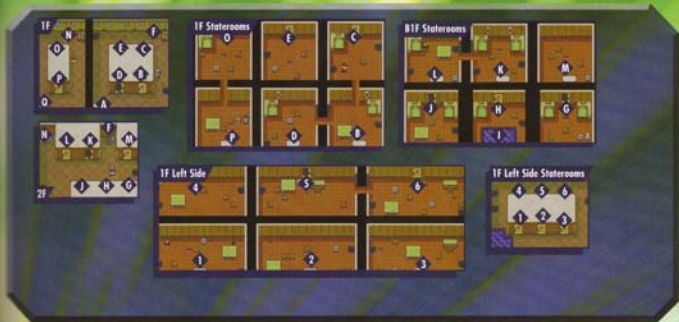 1F
N
F
O
E
C
P
D
B
Q
A
1F Staterooms
O
E
C
P
D
B
B1F Staterooms
L
K
M
J
H
G
I
N
F
L
K
M
J
H
G
2F
1F Left Side
4
5
6
1
2
3
1F Left Side Staterooms
4 5 6
1 2 3